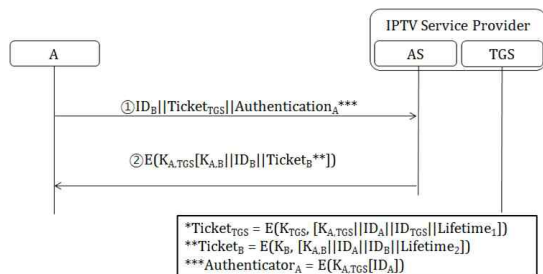 IPTV Service Provider
A
AS
TGS
①ID_B||Ticket_TGS||Authentication_A***
②E(K_A,TGS[K_A,B||ID_B||Ticket_B**])
*Ticket_TGS = E(K_TGS, [K_A,TGS||ID_A||ID_TGS||Lifetime_1])
**Ticket_B = E(K_B, [K_A,B||ID_A||ID_B||Lifetime_2])
***Authenticator_A = E(K_A,TGS[ID_A])